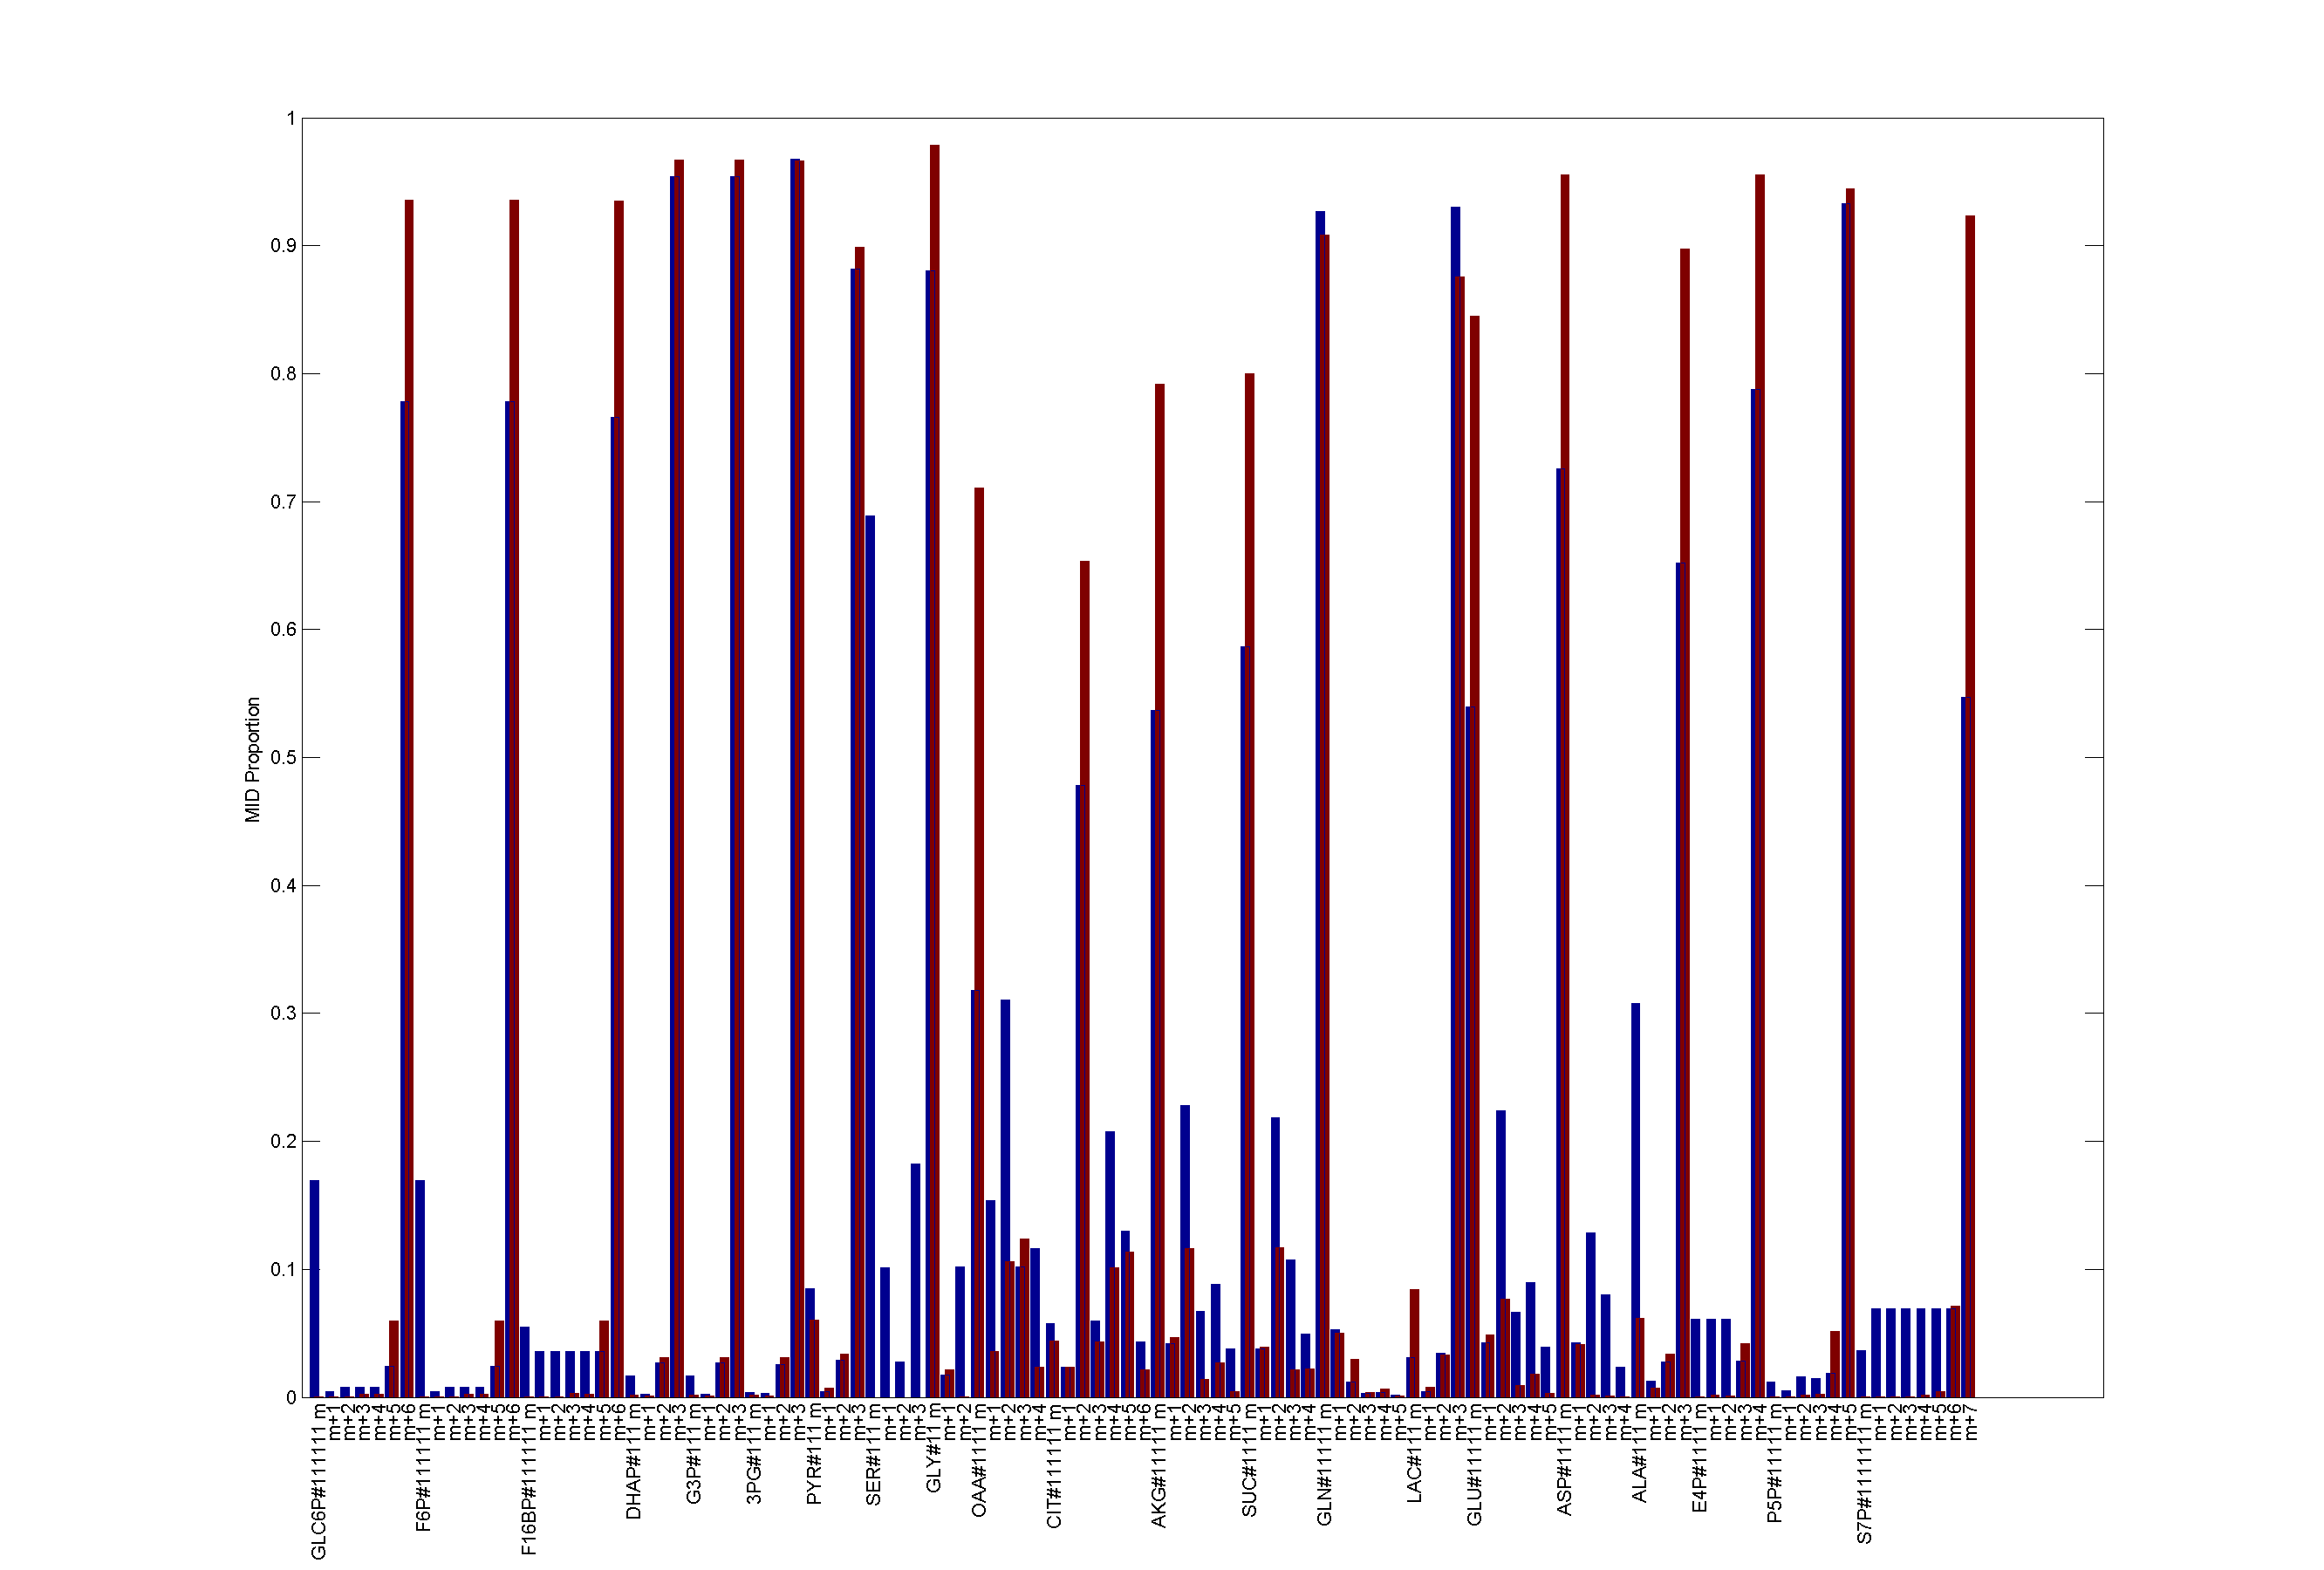 1
0.9
0.8
0.7
0.6
0.5
0.4
0.3
0.2
0.1
0
MID Proportion
GLC6P#111111 m
m+1
m+2
m+3
m+4
m+5
m+6
F6P#111111 m
m+1
m+2
m+3
m+4
m+5
m+6
F16BP#111111 m
m+1
m+2
m+3
m+4
m+5
m+6
DHAP#111 m
m+1
m+2
m+3
G3P#111 m
m+1
m+2
m+3
3PG#111 m
m+1
m+2
m+3
PYR#111 m
m+1
m+2
m+3
SER#111 m
m+1
m+2
m+3
GLY#11 m
m+1
m+2
OAA#1111 m
m+1
m+2
m+3
m+4
CIT#111111 m
m+1
m+2
m+3
m+4
m+5
m+6
AKG#11111 m
m+1
m+2
m+3
m+4
m+5
SUC#1111 m
m+1
m+2
m+3
m+4
GLN#11111 m
m+1
m+2
m+3
m+4
m+5
LAC#111 m
m+1
m+2
m+3
GLU#11111 m
m+1
m+2
m+3
m+4
m+5
ASP#1111 m
m+1
m+2
m+3
m+4
ALA#111 m
m+1
m+2
m+3
E4P#1111 m
m+1
m+2
m+3
m+4
P5P#11111 m
m+1
m+2
m+3
m+4
m+5
S7P#1111111 m
m+1
m+2
m+3
m+4
m+5
m+6
m+7